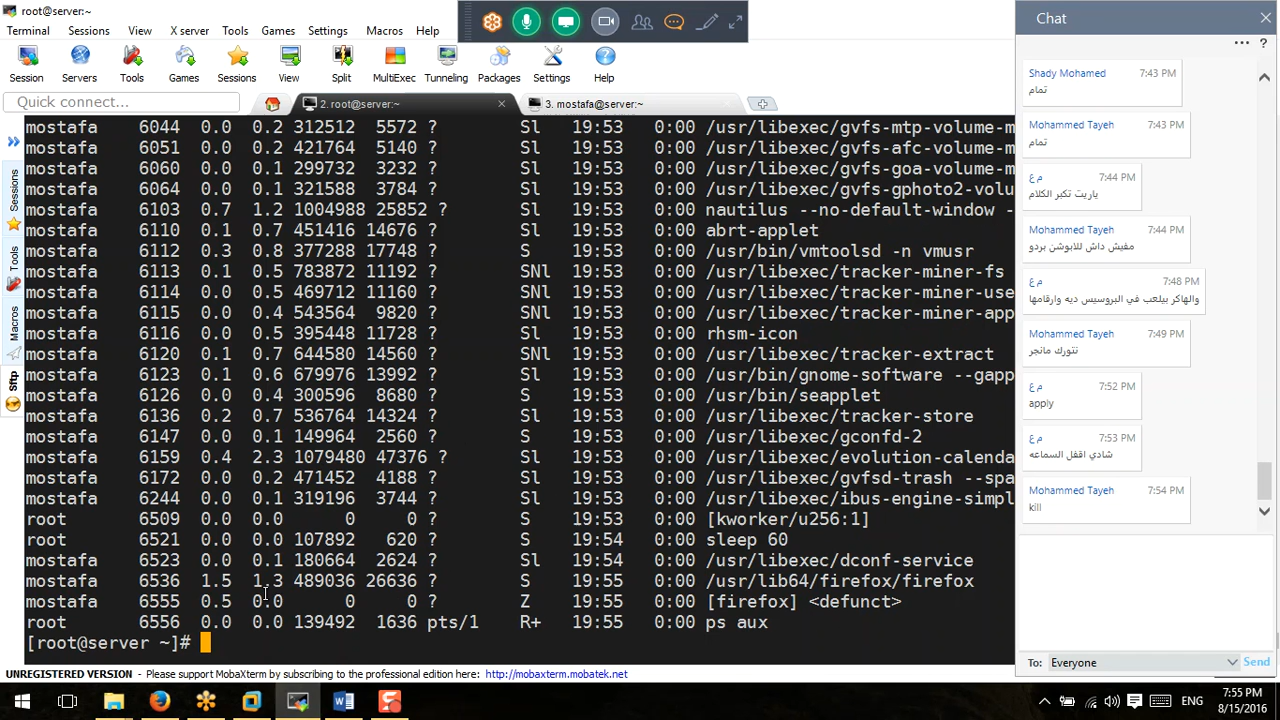 root@server:~
Terminal Sessions View X server Tools Games Settings Macros Help
Session Servers Tools Games Sessions View Split MultiExec Tunneling Packages Settings Help
Quick connect...
2. root@server:~
3. mostafa@server:~
Sessions
Tools
Macros
Sftp
mostafa 6044 0.0 0.2 312512 5572 ? Sl 19:53 0:00 /usr/libexec/gvfs-mtp-volume-m
mostafa 6051 0.0 0.2 421784 5140 ? Sl 19:53 0:00 /usr/libexec/gvfs-afc-volume-m
mostafa 6060 0.0 0.1 299732 3232 ? Sl 19:53 0:00 /usr/libexec/gvfs-goa-volume-m
mostafa 6064 0.0 0.1 321588 3784 ? Sl 19:53 0:00 /usr/libexec/gvfs-gphoto2-volu
mostafa 6103 0.7 1.2 1004988 25852 ? Sl 19:53 0:00 nautilus --no-default-window -
mostafa 6110 0.1 0.7 451416 14676 ? Sl 19:53 0:00 abrt-applet
mostafa 6112 0.3 0.8 377288 17748 ? S 19:53 0:00 /usr/bin/vmtoolsd -n vmusr
mostafa 6113 0.1 0.5 783872 11192 ? SNl 19:53 0:00 /usr/libexec/tracker-miner-fs
mostafa 6114 0.0 0.5 469712 11160 ? SNl 19:53 0:00 /usr/libexec/tracker-miner-use
mostafa 6115 0.0 0.4 543564 9820 ? SNl 19:53 0:00 /usr/libexec/tracker-miner-app
mostafa 6116 0.0 0.5 395448 11728 ? Sl 19:53 0:00 rhsm-icon
mostafa 6120 0.1 0.7 644580 14560 ? SNl 19:53 0:00 /usr/libexec/tracker-extract
mostafa 6123 0.1 0.6 679976 13992 ? Sl 19:53 0:00 /usr/bin/gnome-software --gapp
mostafa 6126 0.0 0.4 300596 8680 ? S 19:53 0:00 /usr/bin/seapplet
mostafa 6136 0.2 0.7 536764 14324 ? Sl 19:53 0:00 /usr/libexec/tracker-store
mostafa 6147 0.0 0.1 149964 2560 ? S 19:53 0:00 /usr/libexec/gconfd-2
mostafa 6159 0.4 2.3 1079480 47376 ? Sl 19:53 0:00 /usr/libexec/evolution-calenda
mostafa 6172 0.0 0.2 471452 4188 ? Sl 19:53 0:00 /usr/libexec/gvfsd-trash --spa
mostafa 6244 0.0 0.1 319196 3744 ? Sl 19:53 0:00 /usr/libexec/ibus-engine-simpl
root 6509 0.0 0.0 0 0 ? S 19:53 0:00 [kworker/u256:1]
root 6521 0.0 0.0 107892 620 ? S 19:54 0:00 sleep 60
mostafa 6523 0.0 0.1 180664 2624 ? Sl 19:54 0:00 /usr/libexec/dconf-service
mostafa 6536 1.5 1.3 489036 26636 ? S 19:55 0:00 /usr/lib64/firefox/firefox
mostafa 6555 0.5 0.0 0 0 ? Z 19:55 0:00 [firefox] <defunct>
root 6556 0.0 0.0 139492 1636 pts/1 R+ 19:55 0:00 ps aux
[root@server ~]#
UNREGISTERED VERSION - Please support MobaXterm by subscribing to the professional edition here: http://mobaxterm.mobatek.net
Chat
... ?
Shady Mohamed 7:43 PM
تمام
Mohammed Tayeh 7:43 PM
تمام
م ع 7:44 PM
ياريت تكبر الكلام
Mohammed Tayeh 7:44 PM
مفيش داش للابوشن بردو
م ع 7:48 PM
والهاكر بيلعب في البروسيس ديه وارقامها
Mohammed Tayeh 7:49 PM
نتورك مانجر
م ع 7:52 PM
apply
م ع 7:53 PM
شادي اقفل السماعه
Mohammed Tayeh 7:54 PM
kill
To: Everyone Send
ENG
7:55 PM
8/15/2016